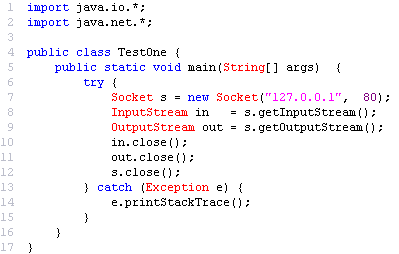 1 import java.io.*;
2 import java.net.*;
3
4 public class TestOne {
5     public static void main(String[] args)  {
6         try {
7             Socket s = new Socket("127.0.0.1",  80);
8             InputStream in   = s.getInputStream();
9             OutputStream out = s.getOutputStream();
10             in.close();
11             out.close();
12             s.close();
13         } catch (Exception e) {
14             e.printStackTrace();
15         }
16     }
17 }